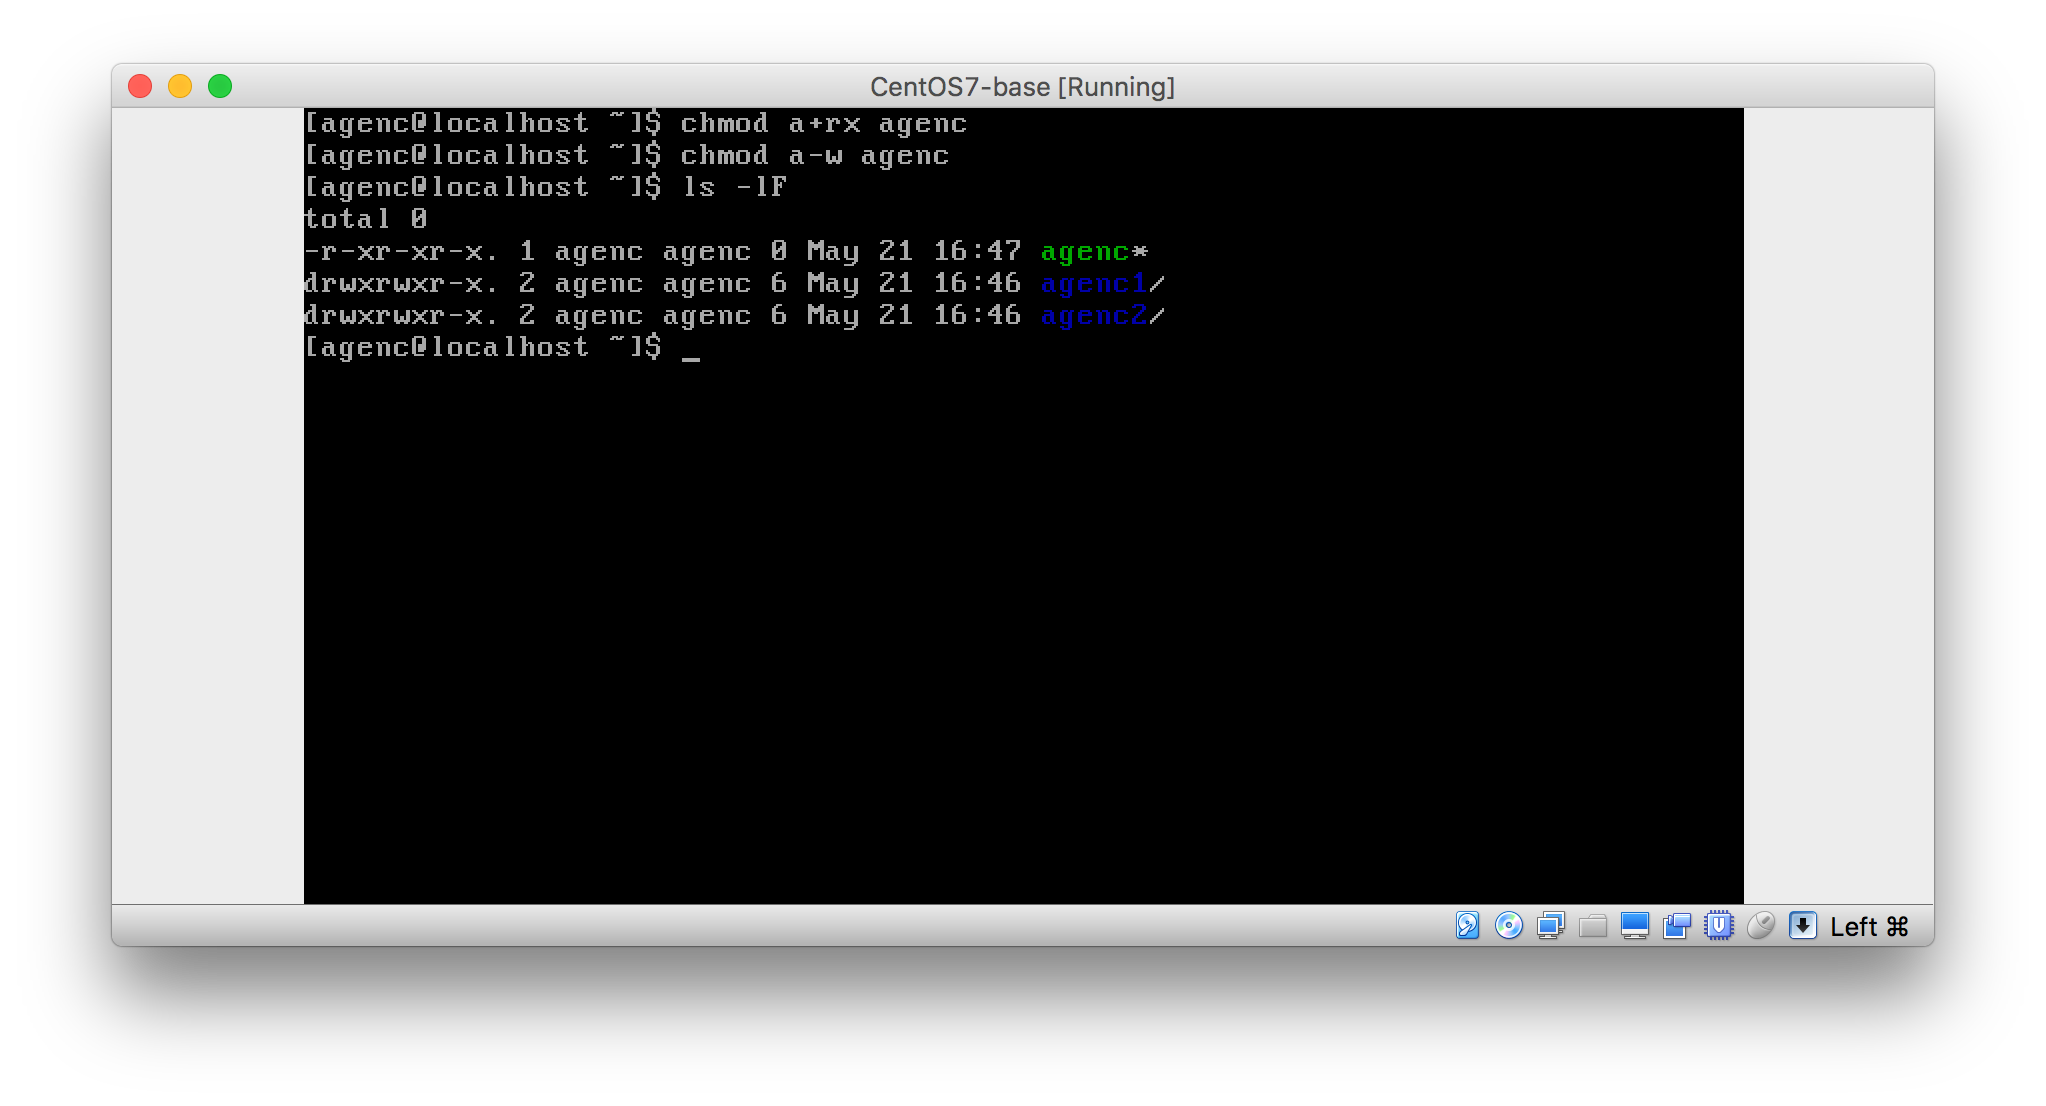 CentOS7-base [Running]
[agenc@localhost ~]$ chmod a+rx agenc
[agenc@localhost ~]$ chmod a-w agenc
[agenc@localhost ~]$ ls -lF
total 0
-r-xr-xr-x. 1 agenc agenc 0 May 21 16:47 agenc*
drwxrwxr-x. 2 agenc agenc 6 May 21 16:46 agenc1/
drwxrwxr-x. 2 agenc agenc 6 May 21 16:46 agenc2/
[agenc@localhost ~]$ _
Left ⌘